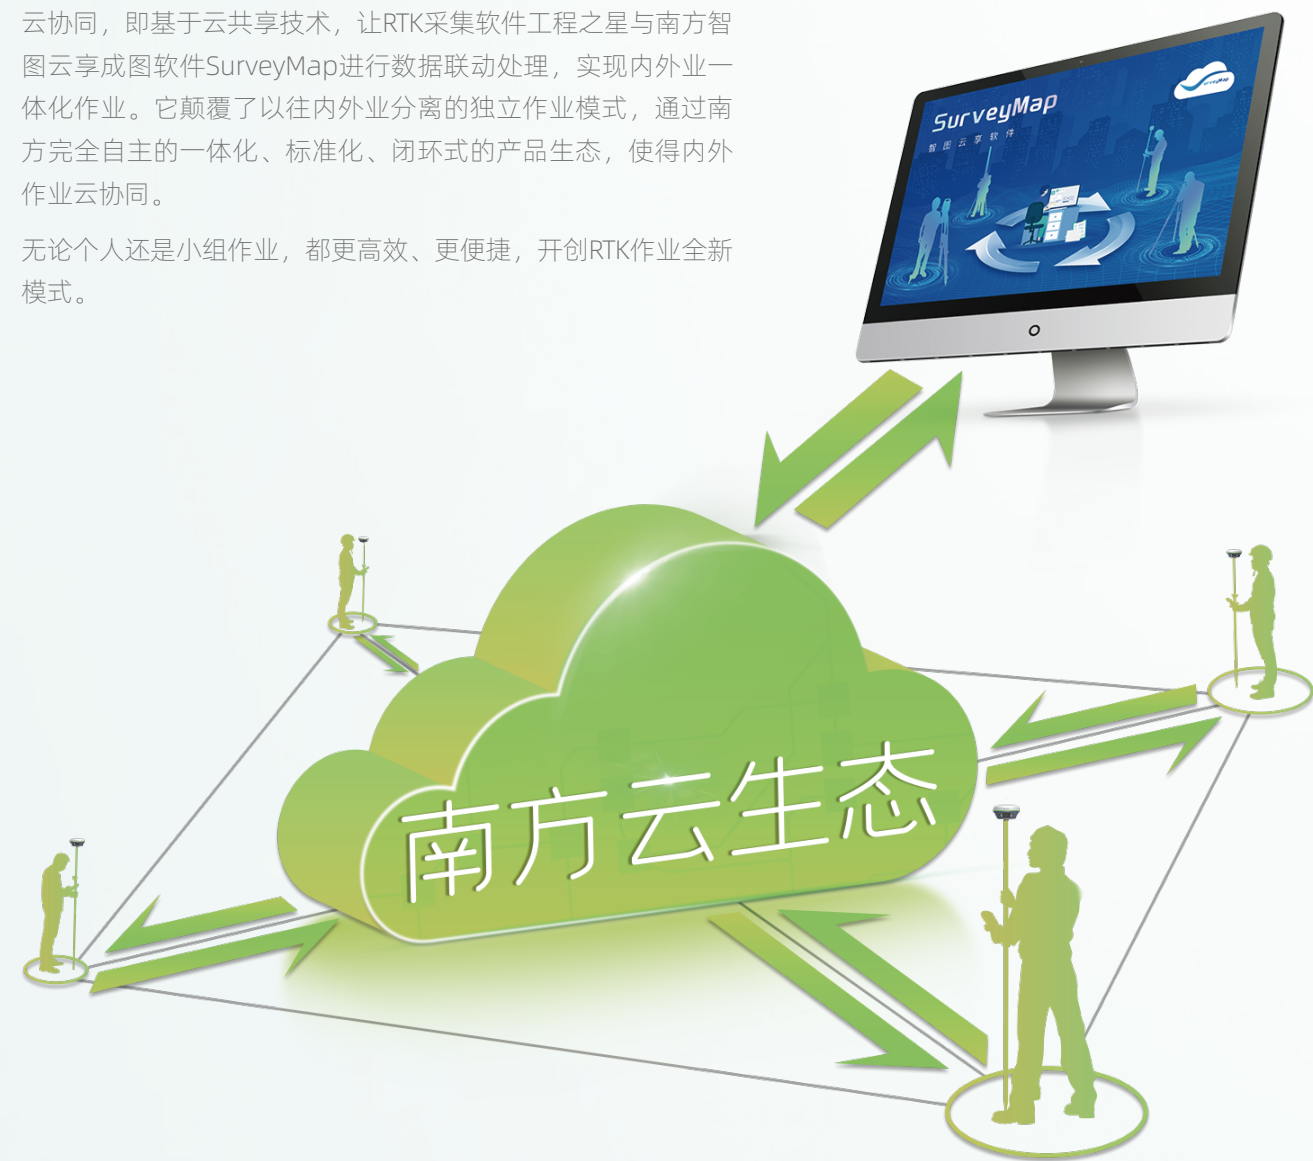 云协同，即基于云共享技术，让RTK采集软件工程之星与南方智
图云享成图软件SurveyMap进行数据联动处理，实现内外业一
体化作业。它颠覆了以往内外业分离的独立作业模式，通过南
方完全自主的一体化、标准化、闭环式的产品生态，使得内外
作业云协同。
无论个人还是小组作业，都更高效、更便捷，开创RTK作业全新
模式。
SurveyMap
智图云享软件
SurveyMap
南方云生态